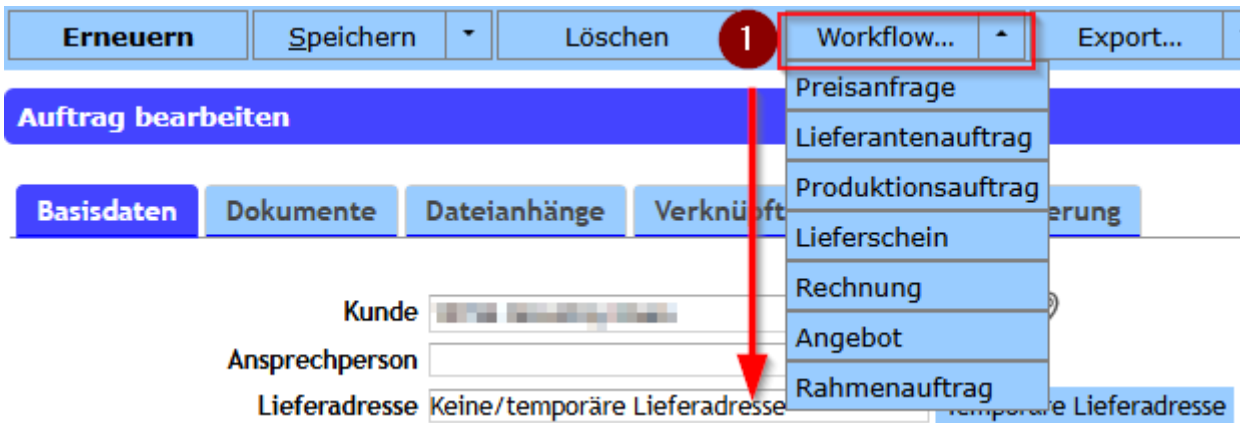 Erneuern Speichern Löschen 1 Workflow... Export...
Preisanfrage
Auftrag bearbeiten
Lieferantenauftrag
Produktionsauftrag
Basisdaten Dokumente Dateianhänge Verknüpft erung
Lieferschein
Rechnung
Kunde
Angebot
Ansprechperson
Rahmenauftrag
Lieferadresse Keine/temporäre Lieferadresse Temporäre Lieferadresse